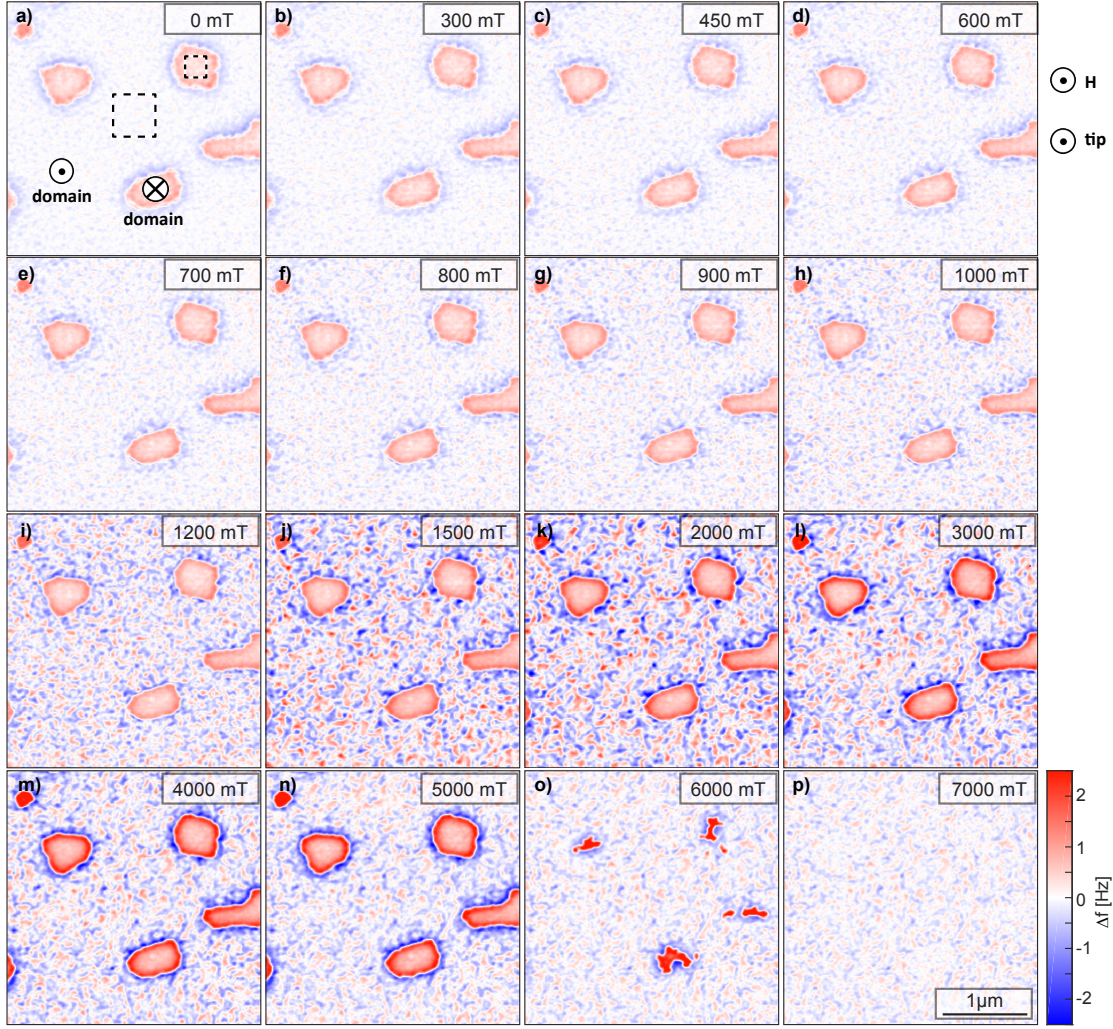 a)
0 mT
b)
300 mT
c)
450 mT
d)
600 mT
H
tip
domain
domain
e)
700 mT
f)
800 mT
g)
900 mT
h)
1000 mT
i)
1200 mT
j)
1500 mT
k)
2000 mT
l)
3000 mT
m)
4000 mT
n)
5000 mT
o)
6000 mT
p)
7000 mT
2
1
0
-1
-2
Δf [Hz]
1µm